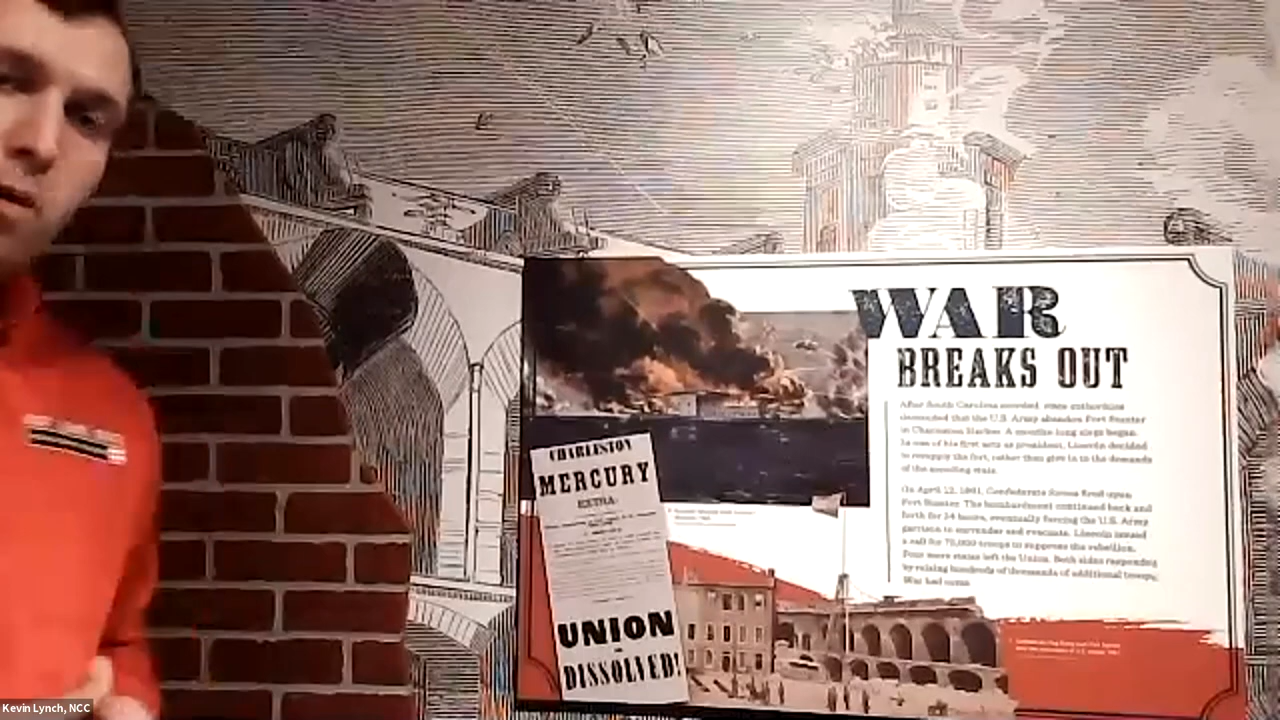 WAR
BREAKS OUT
After South Carolina seceded, state authorities
demanded that the U.S. Army abandon Fort Sumter
in Charleston Harbor. A months-long siege began.
In one of his first acts as president, Lincoln decided
to resupply the fort, rather than give in to the demands
of the seceding state.
On April 12, 1861, Confederate forces fired upon
Fort Sumter. The bombardment continued back and
forth for 34 hours, eventually forcing the U.S. Army
garrison to surrender and evacuate. Lincoln issued
a call for 75,000 troops to suppress the rebellion.
Four more states left the Union. Both sides responded
by raising hundreds of thousands of additional troops.
War had come.
CHARLESTON
MERCURY
EXTRA:
UNION
DISSOLVED!
Kevin Lynch, NCC